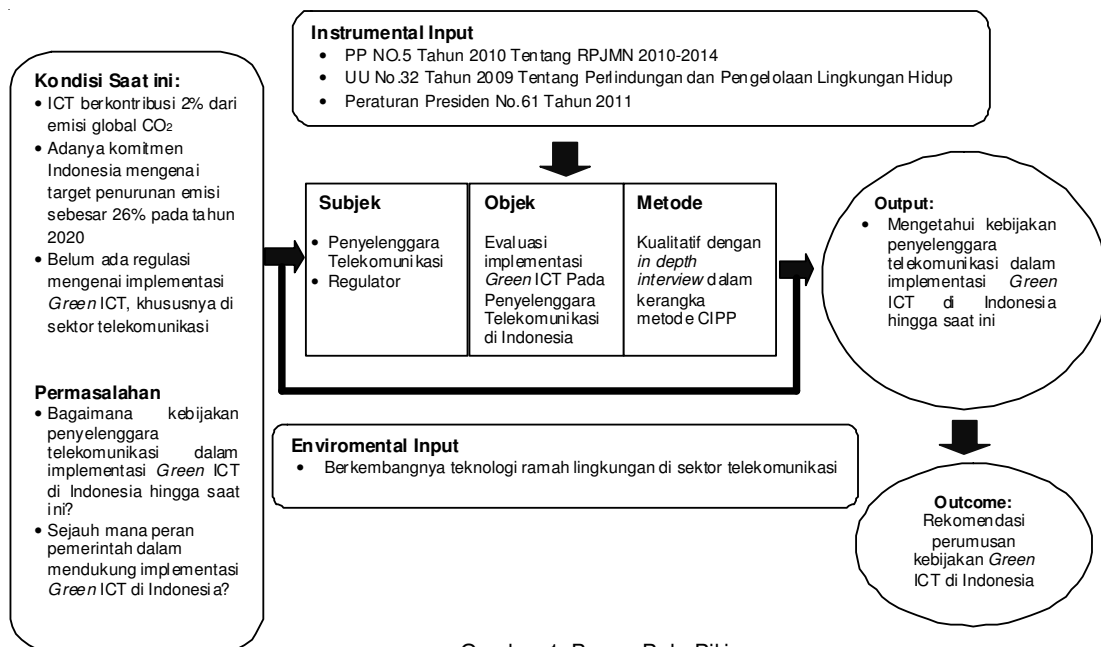 Instrumental Input
• PP NO.5 Tahun 2010 Tentang RPJMN 2010-2014
• UU No.32 Tahun 2009 Tentang Perlindungan dan Pengelolaan Lingkungan Hidup
• Peraturan Presiden No.61 Tahun 2011
Kondisi Saat ini:
• ICT berkontribusi 2% dari
emisi global CO2
• Adanya komitmen
Indonesia mengenai
target penurunan emisi
sebesar 26% pada tahun
2020
• Belum ada regulasi
mengenai implementasi
Green ICT, khususnya di
sektor telekomunikasi
Permasalahan
• Bagaimana kebijakan
penyelenggara
telekomunikasi dalam
implementasi Green ICT
di Indonesia hingga saat
ini?
• Sejauh mana peran
pemerintah dalam
mendukung implementasi
Green ICT di Indonesia?
Subjek
• Penyelenggara
Telekomunikasi
• Regulator
Objek
Evaluasi
implementasi
Green ICT Pada
Penyelenggara
Telekomunikasi
di Indonesia
Metode
Kualitatif dengan
in depth
interview dalam
kerangka
metode CIPP
Enviromental Input
• Berkembangnya teknologi ramah lingkungan di sektor telekomunikasi
Output:
• Mengetahui kebijakan
penyelenggara
telekomunikasi dalam
implementasi Green
ICT di Indonesia
hingga saat ini
Outcome:
Rekomendasi
perumusan
kebijakan Green
ICT di Indonesia